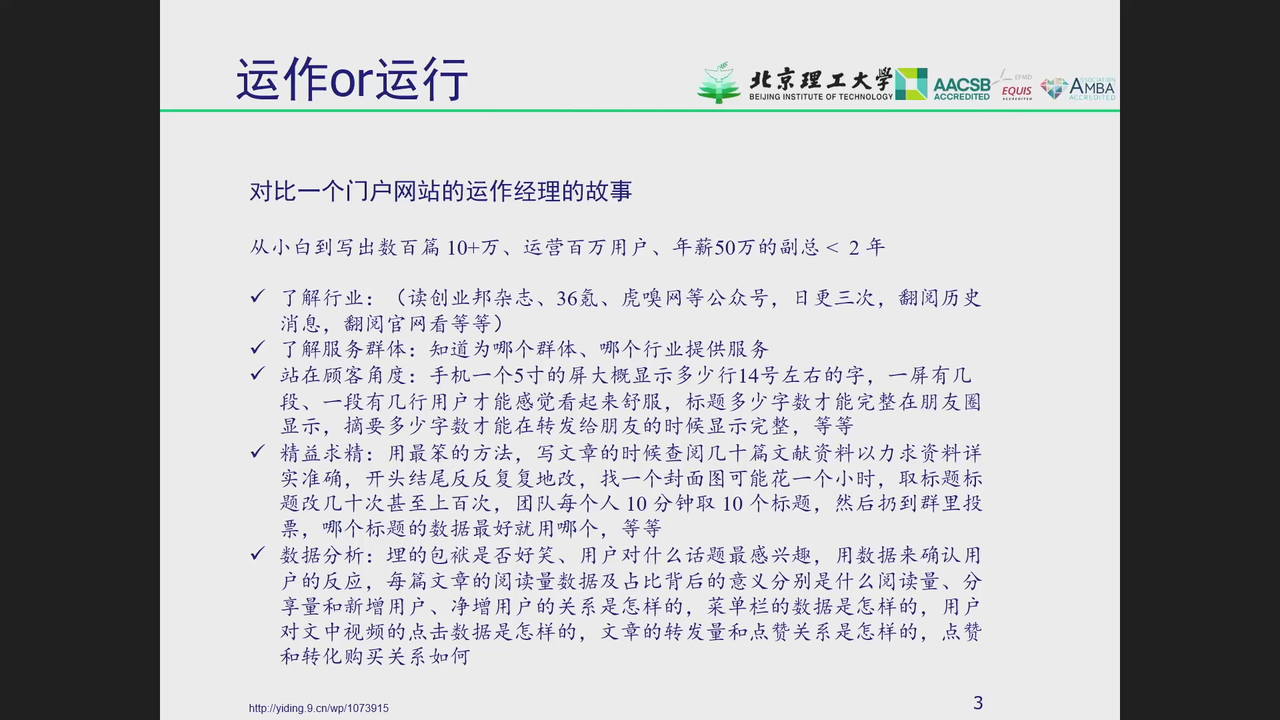 运作or运行
北京理工大学
BEIJING INSTITUTE OF TECHNOLOGY
AACSB
ACCREDITED
EFMD
EQUIS
ACCREDITED
ASSOCIATION
AMBA
ACCREDITED
对比一个门户网站的运作经理的故事
从小白到写出数百篇 10+万、运营百万用户、年薪50万的副总 < 2 年
✓ 了解行业：（读创业邦杂志、36氪、虎嗅网等公众号，日更三次，翻阅历史
消息，翻阅官网看等等）
✓ 了解服务群体：知道为哪个群体、哪个行业提供服务
✓ 站在顾客角度：手机一个5寸的屏大概显示多少行14号左右的字，一屏有几
段、一段有几行用户才能感觉看起来舒服，标题多少字数才能完整在朋友圈
显示，摘要多少字数才能在转发给朋友的时候显示完整，等等
✓ 精益求精：用最笨的方法，写文章的时候查阅几十篇文献资料以力求资料详
实准确，开头结尾反反复复地改，找一个封面图可能花一个小时，取标题标
题改几十次甚至上百次，团队每个人 10 分钟取 10 个标题，然后扔到群里投
票，哪个标题的数据最好就用哪个，等等
✓ 数据分析：埋的包袱是否好笑、用户对什么话题最感兴趣，用数据来确认用
户的反应，每篇文章的阅读量数据及占比背后的意义分别是什么阅读量、分
享量和新增用户、净增用户的关系是怎样的，菜单栏的数据是怎样的，用户
对文中视频的点击数据是怎样的，文章的转发量和点赞关系是怎样的，点赞
和转化购买关系如何
http://yiding.9.cn/wp/1073915
3